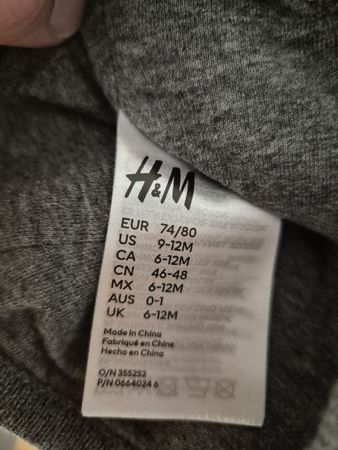 H&M
EUR 74/80
US 9-12M
CA 6-12M
CN 46-48
MX 6-12M
AUS 0-1
UK 6-12M
Made in China
Fabriqué en Chine
Hecho en China
O/N 355252
P/N 0664024 6